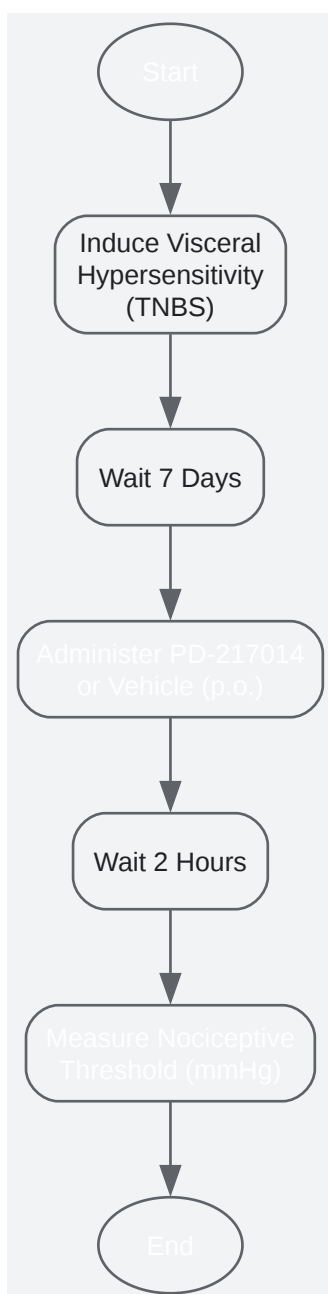 Start
Induce Visceral
Hypersensitivity
(TNBS)
Wait 7 Days
Administer PD-217014
or Vehicle (p.o.)
Wait 2 Hours
Measure Nociceptive
Threshold (mmHg)
End